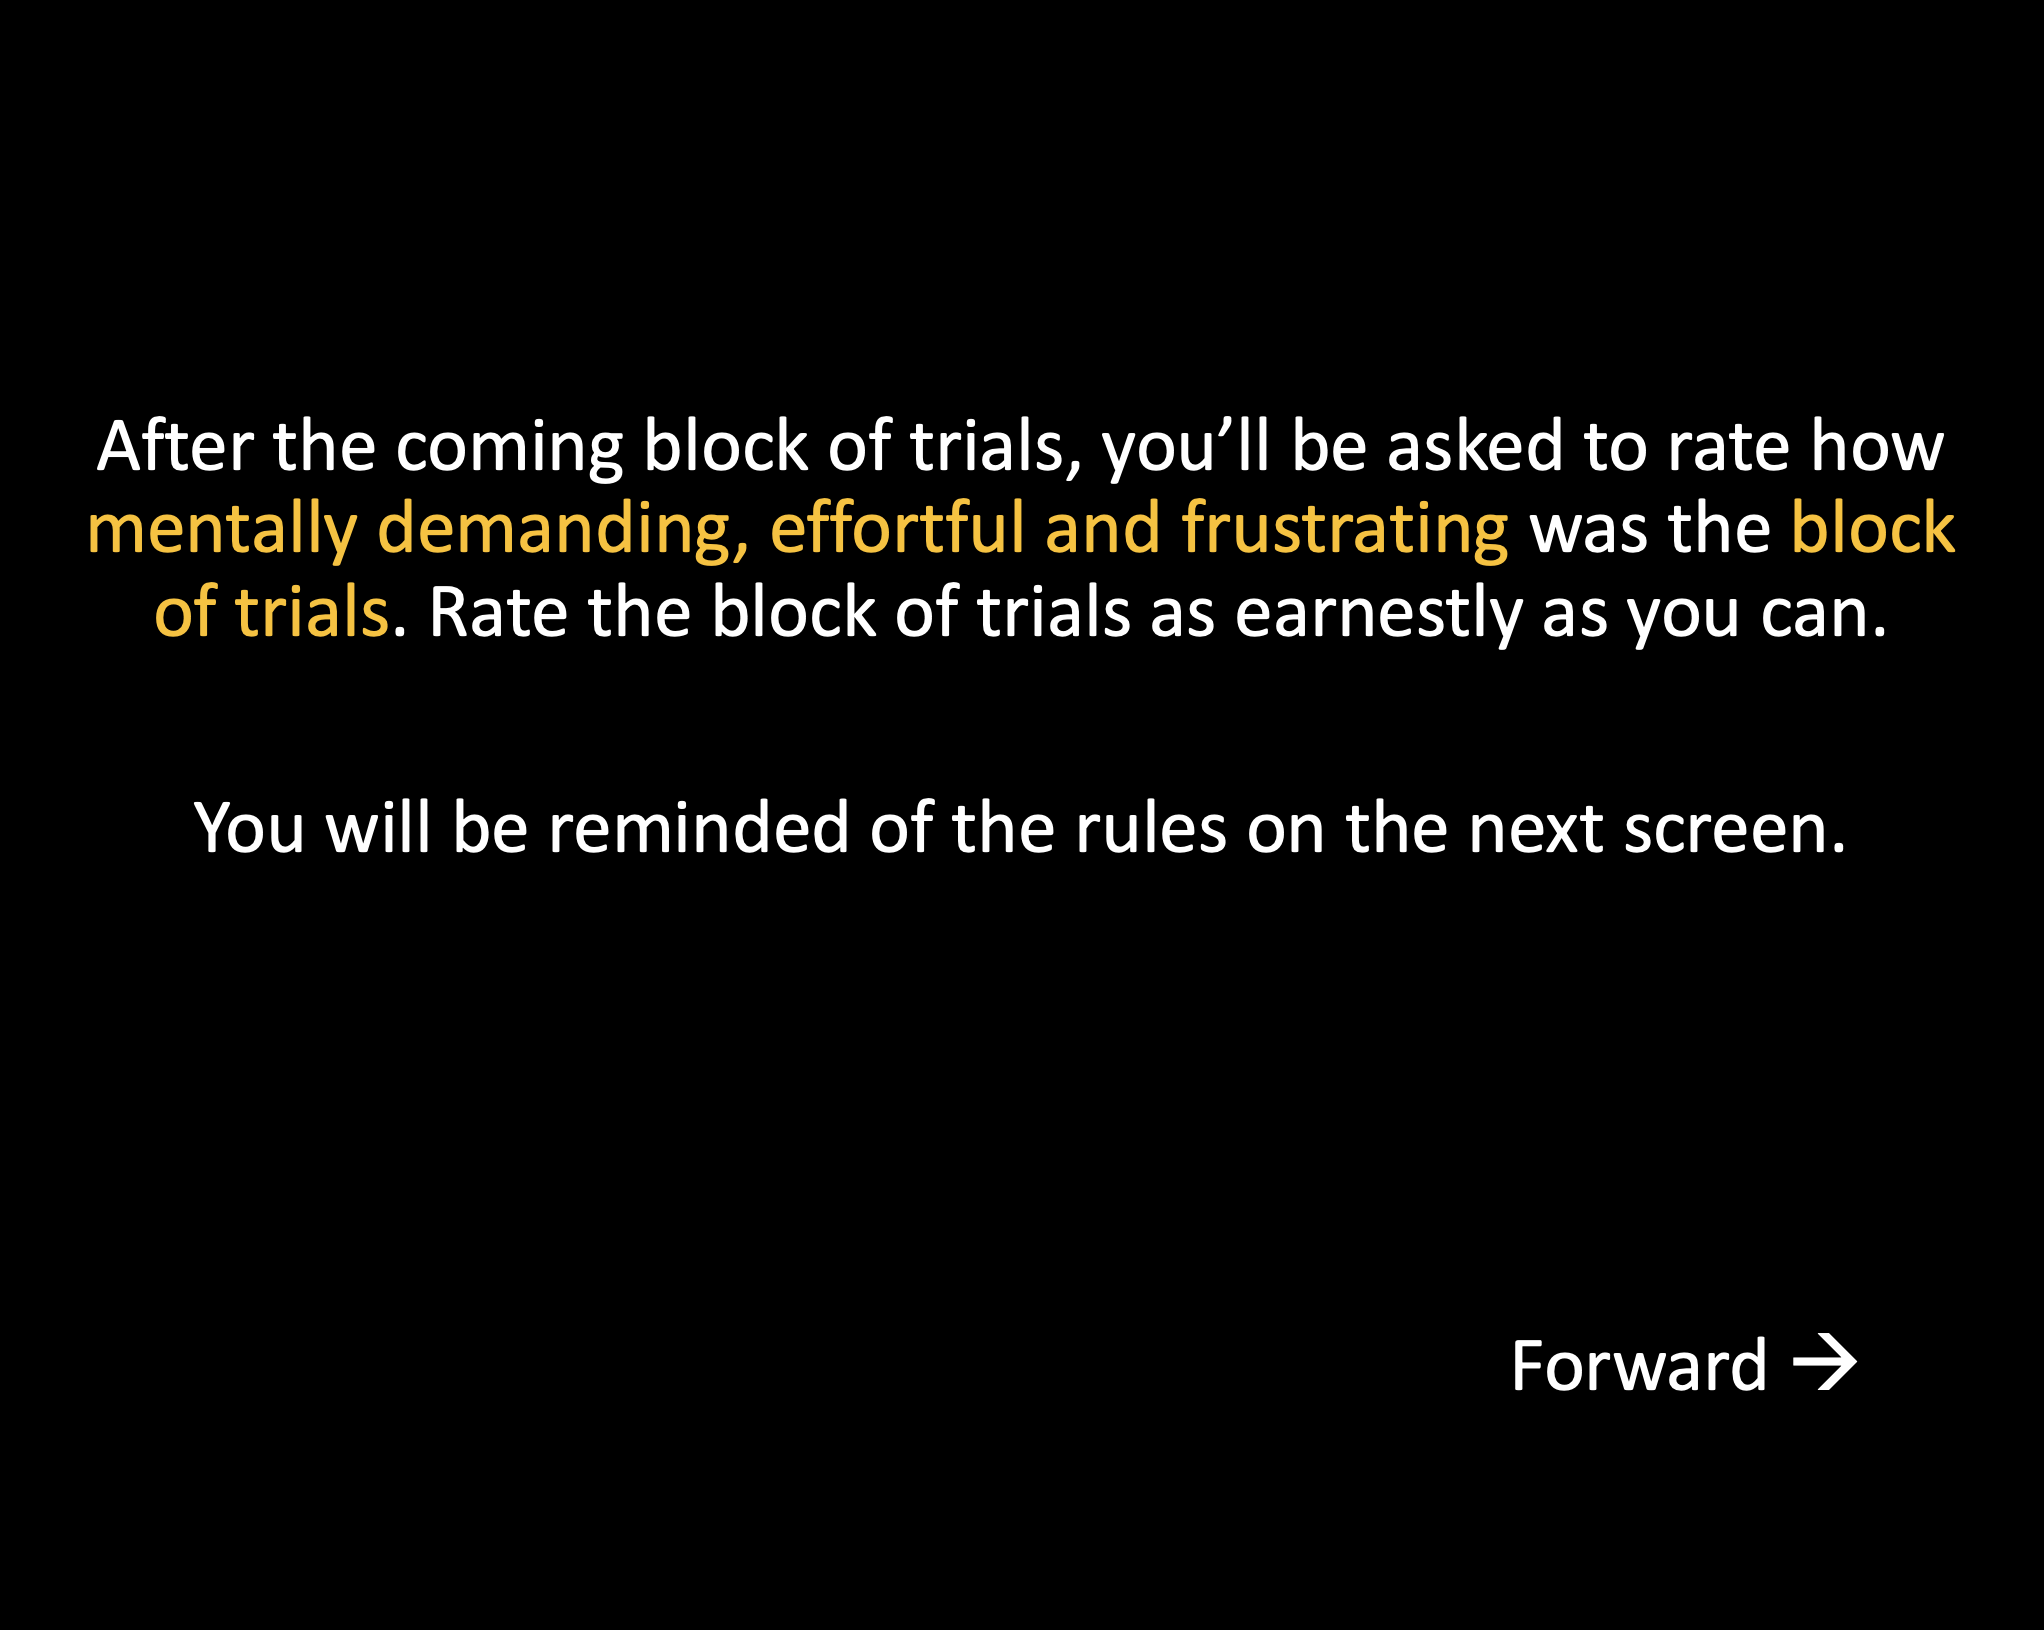 After the coming block of trials, you’ll be asked to rate how
mentally demanding, effortful and frustrating was the block
of trials. Rate the block of trials as earnestly as you can.
You will be reminded of the rules on the next screen.
Forward →